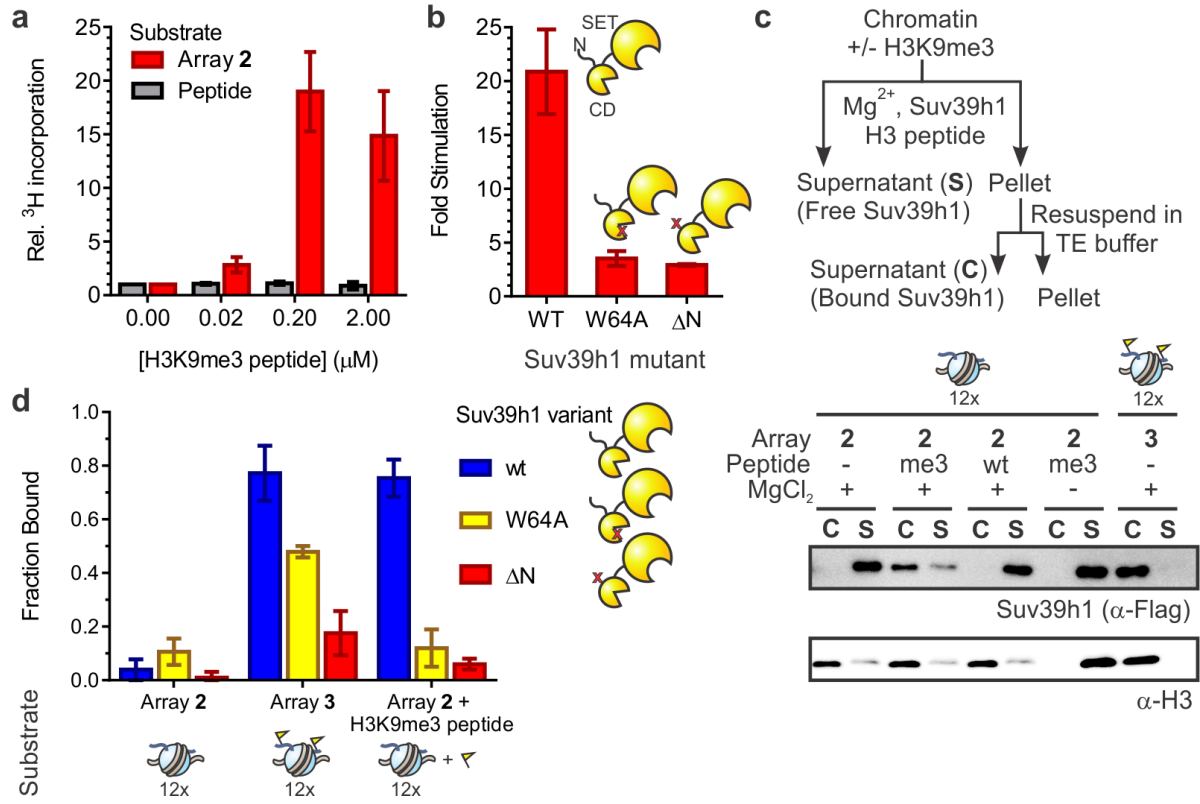 a
Rel. ³H incorporation
25
20
15
10
5
0
Substrate
Array 2
Peptide
0.00 0.02 0.20 2.00
[H3K9me3 peptide] (μM)
b
Fold Stimulation
25
20
15
10
5
0
N
SET
CD
x
x
WT W64A ΔN
Suv39h1 mutant
c
Chromatin
+/- H3K9me3
Mg²⁺, Suv39h1
H3 peptide
Supernatant (S) Pellet
(Free Suv39h1)
Resuspend in
TE buffer
Supernatant (C)
(Bound Suv39h1) Pellet
12x 12x
Array 2 2 2 2 3
Peptide - me3 wt me3 -
MgCl₂ + + + - +
C S C S C S C S C S
Suv39h1 (α-Flag)
α-H3
d
Fraction Bound
1.0
0.8
0.6
0.4
0.2
0.0
Suv39h1 variant
wt
W64A
x
ΔN
x
Array 2 Array 3 Array 2 +
H3K9me3 peptide
Substrate
+
12x 12x 12x